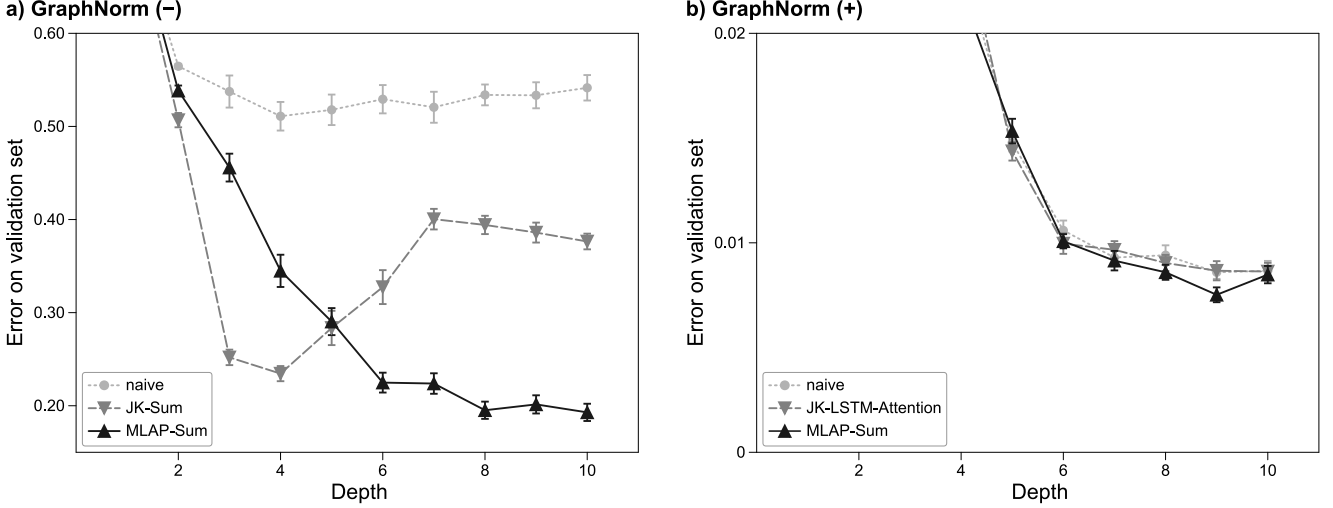 a) GraphNorm (−)
Error on validation set
0.60
0.50
0.40
0.30
0.20
naive
JK-Sum
MLAP-Sum
2 4 6 8 10
Depth
b) GraphNorm (+)
Error on validation set
0.02
0.01
0
naive
JK-LSTM-Attention
MLAP-Sum
2 4 6 8 10
Depth